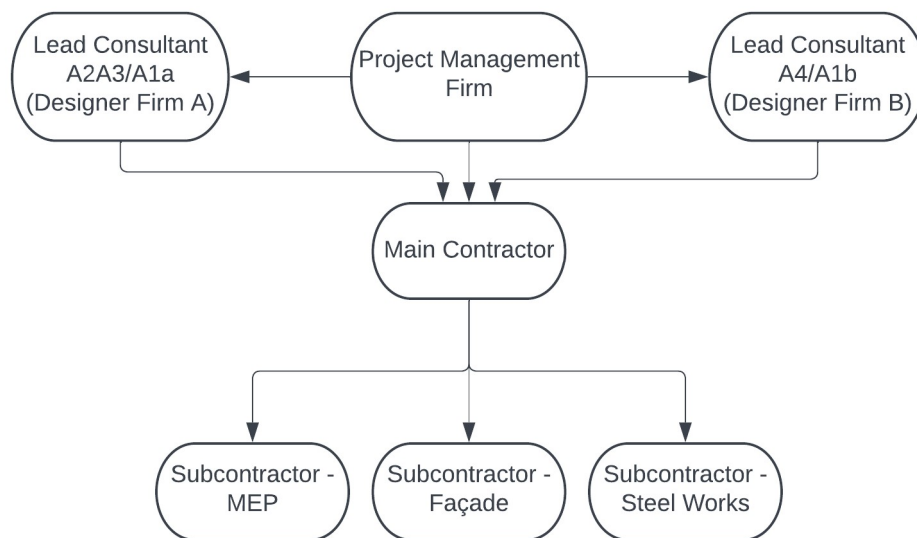 Lead Consultant
A2A3/A1a
(Designer Firm A)
Project Management
Firm
Lead Consultant
A4/A1b
(Designer Firm B)
Main Contractor
Subcontractor -
MEP
Subcontractor -
Façade
Subcontractor -
Steel Works